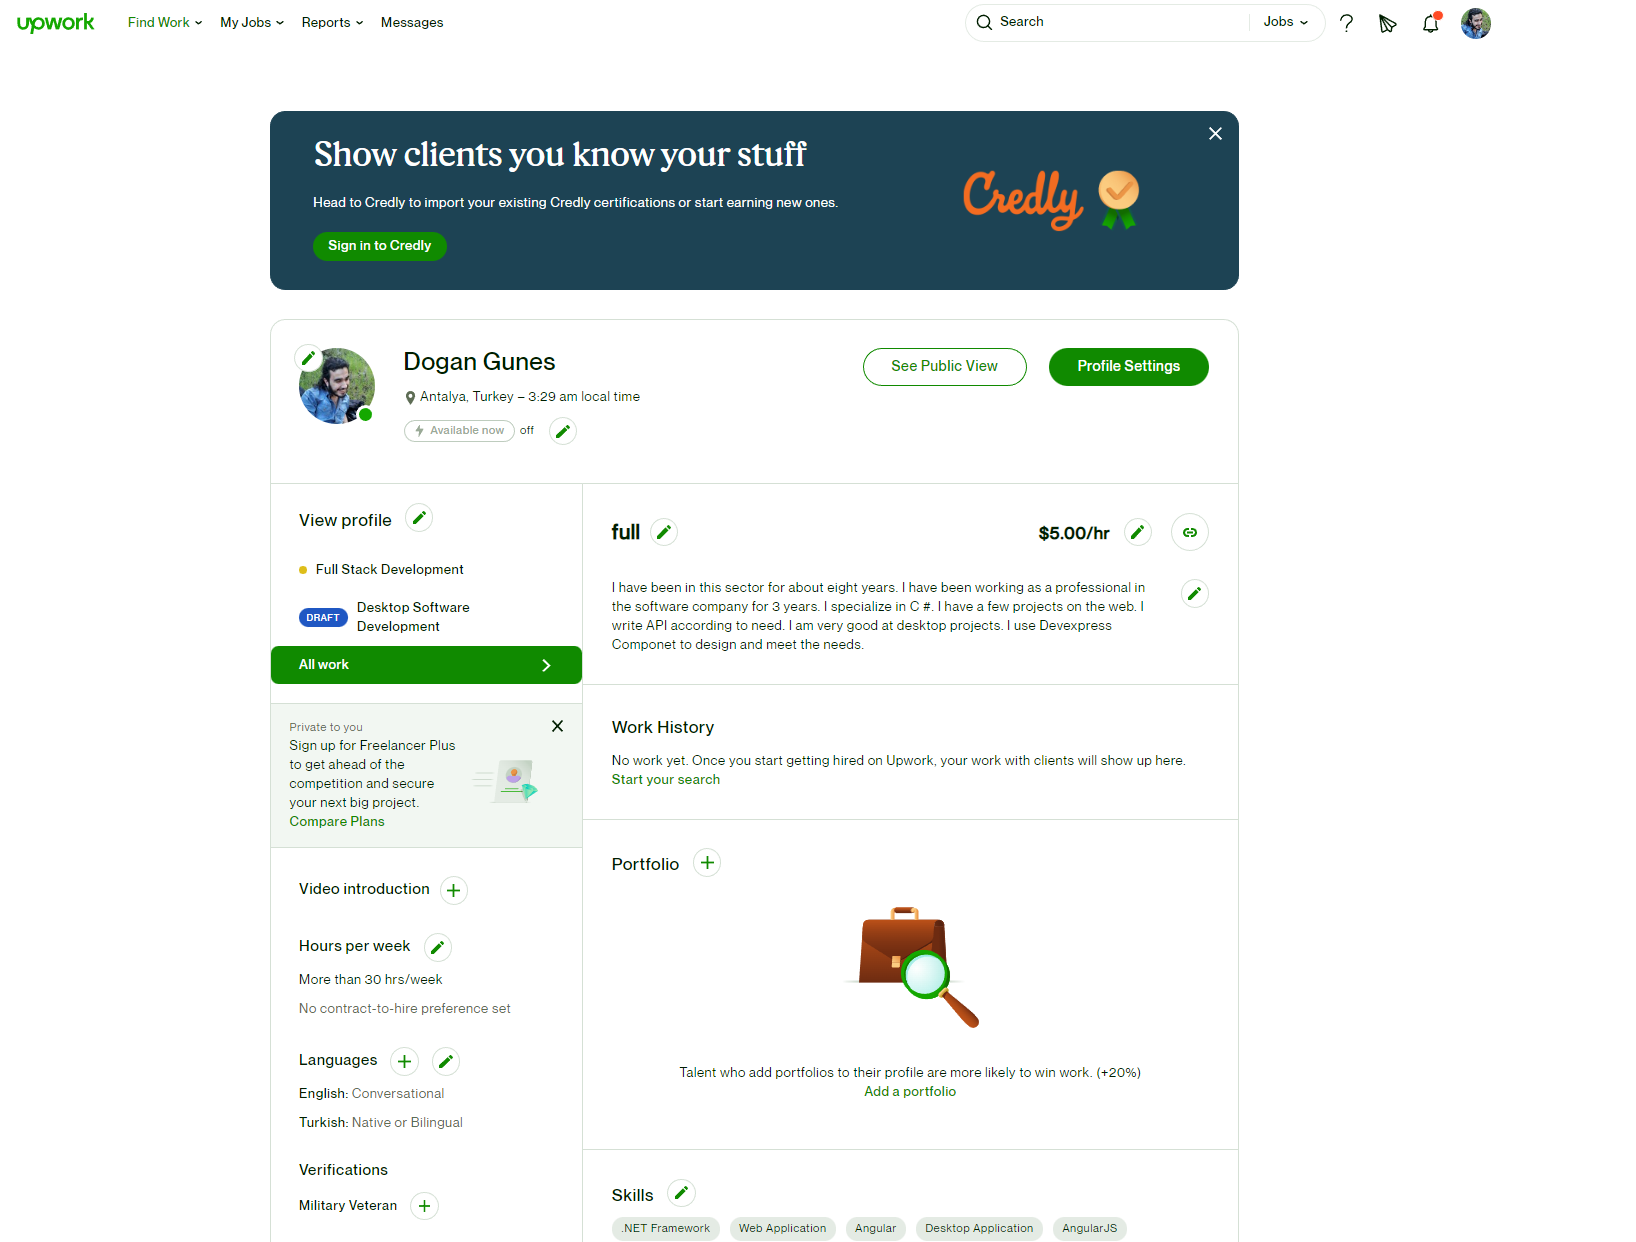 upwork
Find Work
My Jobs
Reports
Messages
Search
Jobs
Show clients you know your stuff
Head to Credly to import your existing Credly certifications or start earning new ones.
Sign in to Credly
Credly
Dogan Gunes
Antalya, Turkey – 3:29 am local time
Available now
off
See Public View
Profile Settings
View profile
Full Stack Development
DRAFT
Desktop Software
Development
All work
Private to you
Sign up for Freelancer Plus
to get ahead of the
competition and secure
your next big project.
Compare Plans
Video introduction
Hours per week
More than 30 hrs/week
No contract-to-hire preference set
Languages
English: Conversational
Turkish: Native or Bilingual
Verifications
Military Veteran
full
$5.00/hr
I have been in this sector for about eight years. I have been working as a professional in
the software company for 3 years. I specialize in C #. I have a few projects on the web. I
write API according to need. I am very good at desktop projects. I use Devexpress
Componet to design and meet the needs.
Work History
No work yet. Once you start getting hired on Upwork, your work with clients will show up here.
Start your search
Portfolio
Talent who add portfolios to their profile are more likely to win work. (+20%)
Add a portfolio
Skills
.NET Framework
Web Application
Angular
Desktop Application
AngularJS